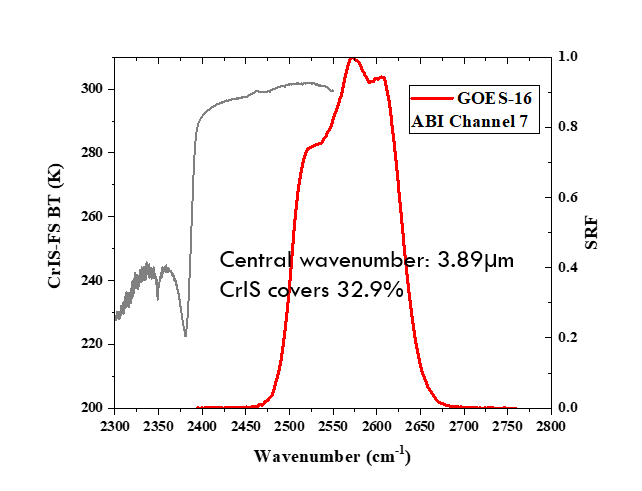 300
280
260
240
220
200
CrIS-FS BT (K)
1.0
0.8
0.6
0.4
0.2
0.0
SRF
GOES-16
ABI Channel 7
Central wavenumber: 3.89μm
CrIS covers 32.9%
2300 2350 2400 2450 2500 2550 2600 2650 2700 2750 2800
Wavenumber (cm⁻¹)